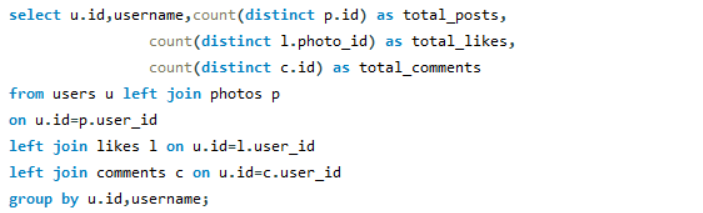 select u.id,username,count(distinct p.id) as total_posts,
count(distinct l.photo_id) as total_likes,
count(distinct c.id) as total_comments
from users u left join photos p
on u.id=p.user_id
left join likes l on u.id=l.user_id
left join comments c on u.id=c.user_id
group by u.id,username;